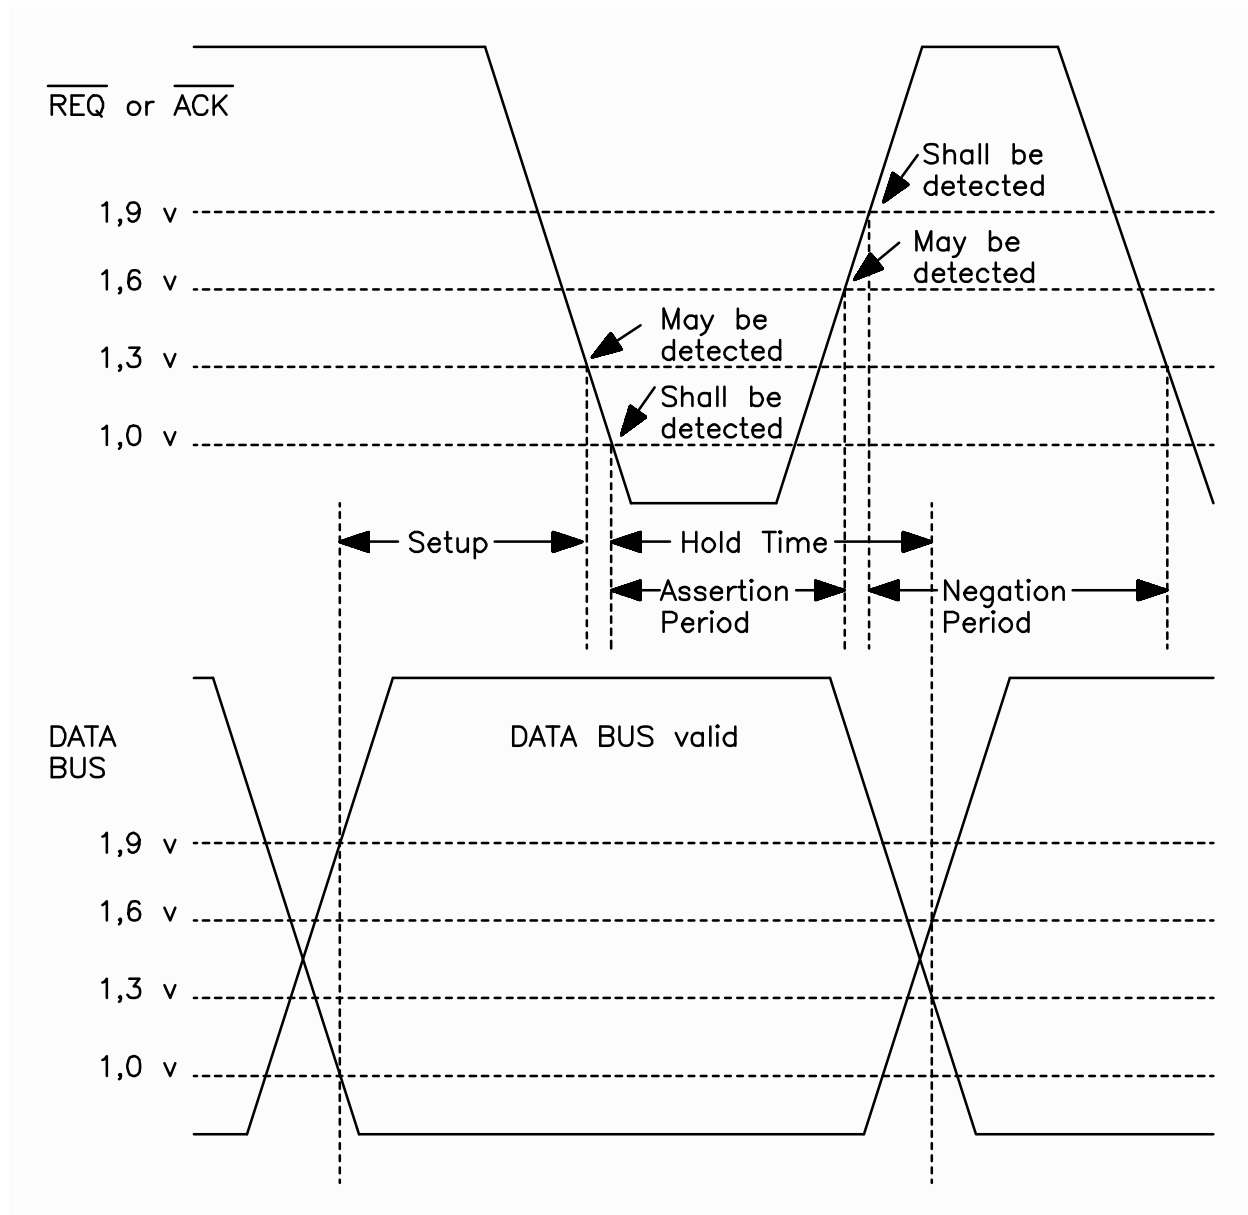 REQ or ACK
Shall be
detected
1,9 v
May be
detected
1,6 v
May be
detected
1,3 v
Shall be
detected
1,0 v
Setup
Hold Time
Assertion
Period
Negation
Period
DATA
BUS
DATA BUS valid
1,9 v
1,6 v
1,3 v
1,0 v